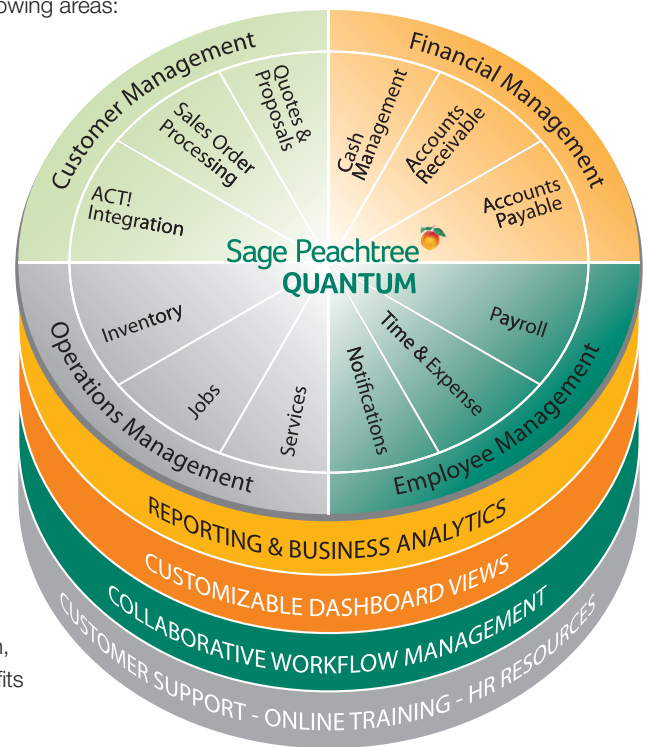 owing areas:
Customer Management
Quotes &
Proposals
Sales Order
Processing
ACT!
Integration
Financial Management
Cash
Management
Accounts
Receivable
Accounts
Payable
Sage Peachtree
QUANTUM
Operations Management
Inventory
Jobs
Services
Employee Management
Payroll
Time & Expense
Notifications
REPORTING & BUSINESS ANALYTICS
CUSTOMIZABLE DASHBOARD VIEWS
COLLABORATIVE WORKFLOW MANAGEMENT
CUSTOMER SUPPORT - ONLINE TRAINING - HR RESOURCES
n,
fits